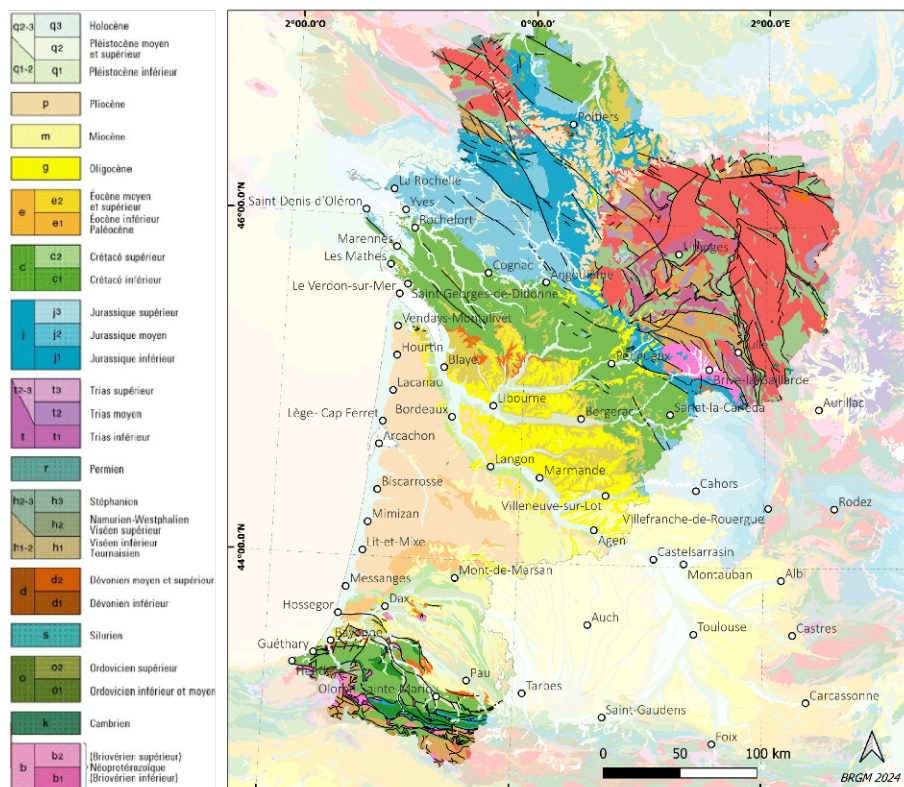 q2-3
q3
Holocène
q2
Pléistocène moyen
et supérieur
q1-2
q1
Pléistocène inférieur
p
Pliocène
m
Miocène
g
Oligocène
e
e2
Éocène moyen
et supérieur
e1
Éocène inférieur
Paléocène
c
c2
Crétacé supérieur
c1
Crétacé inférieur
j
j3
Jurassique supérieur
j2
Jurassique moyen
j1
Jurassique inférieur
t2-3
t3
Trias supérieur
t2
Trias moyen
t
t1
Trias inférieur
r
Permien
h2-3
h3
Stéphanien
h2
Namurien-Westphalien
Viséen supérieur
h1-2
h1
Viséen inférieur
Tournaisien
d
d2
Dévonien moyen et supérieur
d1
Dévonien inférieur
s
Silurien
o
o2
Ordovicien supérieur
o1
Ordovicien inférieur et moyen
k
Cambrien
b
b2
(Briovérien supérieur)
Néoprotérozoïque
b1
(Briovérien inférieur)
2°00.0'O
0°00.0'E
2°00.0'E
46°00.0'N
44°00.0'N
Poitiers
La Rochelle
Saint Denis d'Oléron
Yves
Rochefort
Marennes
Les Mathes
Cognac
Angoulême
Limoges
Le Verdon-sur-Mer
Saint-Georges-de-Didonne
Vendays-Montalivet
Hourtin
Blaye
Périgueux
Tulle
Brive-la-Gaillarde
Lacanau
Libourne
Lège- Cap Ferret
Bordeaux
Bergerac
Sarlat-la-Canéda
Aurillac
Arcachon
Langon
Marmande
Biscarrosse
Cahors
Villeneuve-sur-Lot
Rodez
Mimizan
Villefranche-de-Rouergue
Agen
Lit-et-Mixe
Castelsarrasin
Mont-de-Marsan
Montauban
Albi
Messanges
Dax
Hossegor
Auch
Toulouse
Castres
Bayonne
Guéthary
Pau
Oloron-Sainte-Marie
Tarbes
Carcassonne
Saint-Gaudens
Foix
0
50
100 km
BRGM 2024